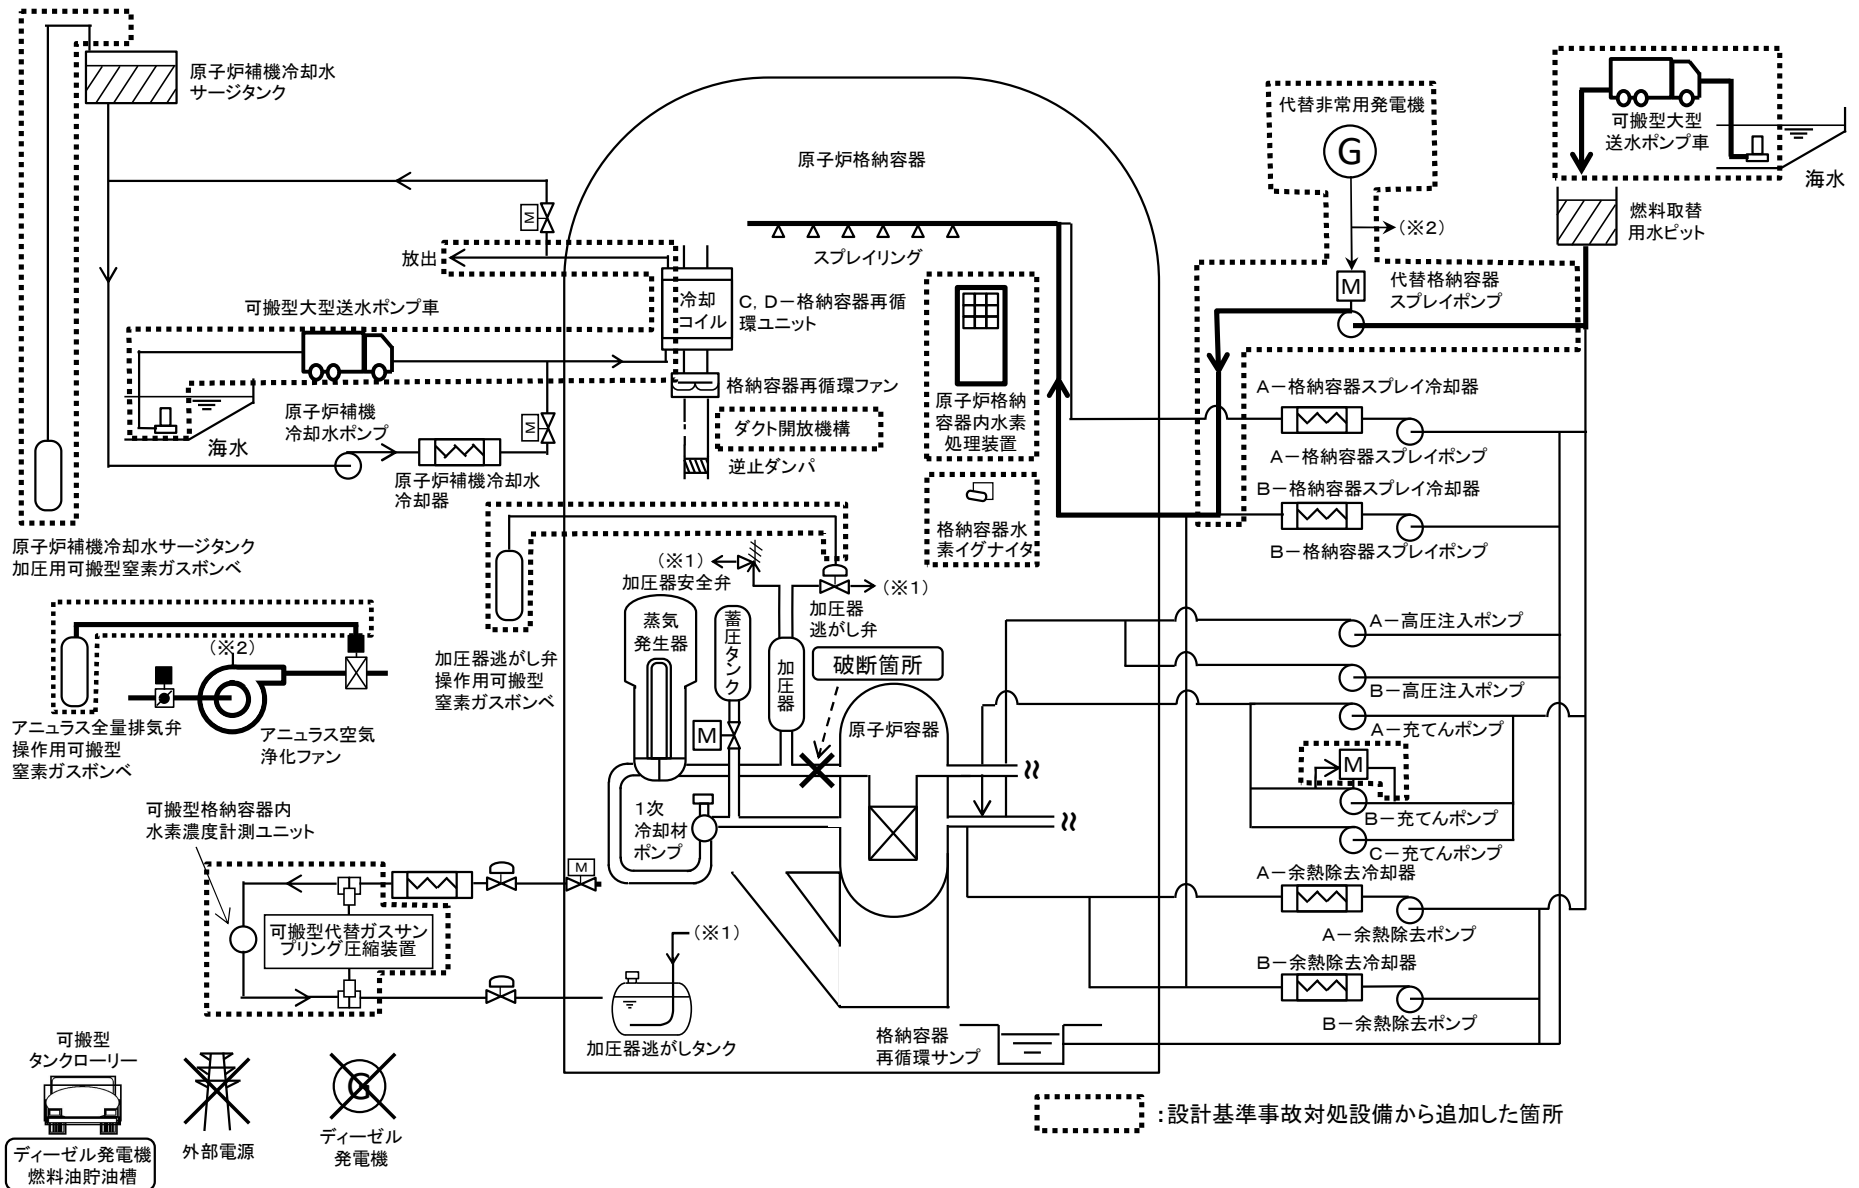 原子炉補機冷却水
サージタンク
原子炉格納容器
代替非常用発電機
G
(※2)
可搬型大型
送水ポンプ車
海水
燃料取替
用水ピット
M
放出
スプレイリング
冷却
コイル
C, D－格納容器再循
環ユニット
M
代替格納容器
スプレイポンプ
可搬型大型送水ポンプ車
格納容器再循環ファン
ダクト開放機構
逆止ダンパ
原子炉格納
容器内水素
処理装置
A－格納容器スプレイ冷却器
A－格納容器スプレイポンプ
B－格納容器スプレイ冷却器
B－格納容器スプレイポンプ
海水
原子炉補機
冷却水ポンプ
M
原子炉補機冷却水
冷却器
格納容器水
素イグナイタ
原子炉補機冷却水サージタンク
加圧用可搬型窒素ガスボンベ
(※1)
加圧器安全弁
(※1)
加圧器
逃がし弁
蒸気
発生器
蓄圧タンク
加圧器
破断箇所
原子炉容器
加圧器逃がし弁
操作用可搬型
窒素ガスボンベ
(※2)
アニュラス全量排気弁
操作用可搬型
窒素ガスボンベ
アニュラス空気
浄化ファン
M
A－高圧注入ポンプ
B－高圧注入ポンプ
A－充てんポンプ
M
B－充てんポンプ
C－充てんポンプ
1次
冷却材
ポンプ
可搬型格納容器内
水素濃度計測ユニット
M
可搬型代替ガスサン
プリング圧縮装置
(※1)
加圧器逃がしタンク
A－余熱除去冷却器
A－余熱除去ポンプ
B－余熱除去冷却器
B－余熱除去ポンプ
格納容器
再循環サンプ
可搬型
タンクローリー
ディーゼル発電機
燃料油貯油槽
外部電源
G
ディーゼル
発電機
:設計基準事故対処設備から追加した箇所